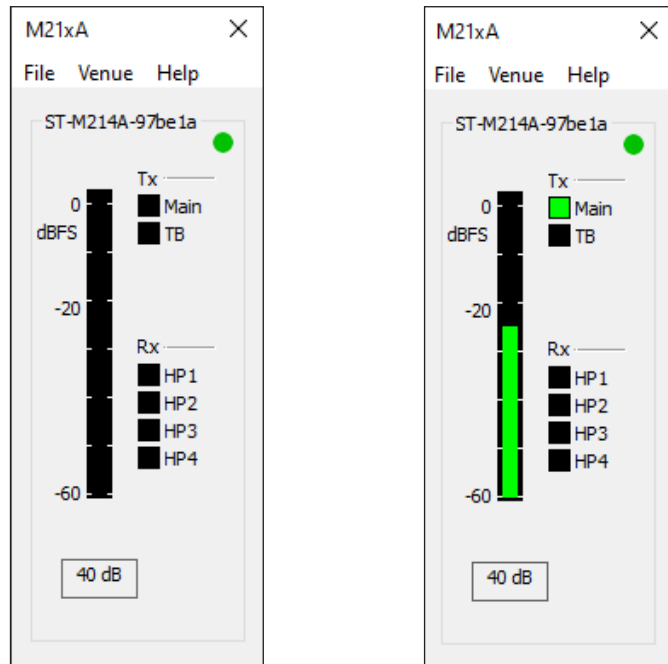 M21xA
File Venue Help
ST-M214A-97be1a
Tx
0
Main
dBFS
TB
-20
Rx
HP1
HP2
HP3
HP4
-60
40 dB
M21xA
File Venue Help
ST-M214A-97be1a
Tx
0
Main
dBFS
TB
-20
Rx
HP1
HP2
HP3
HP4
-60
40 dB